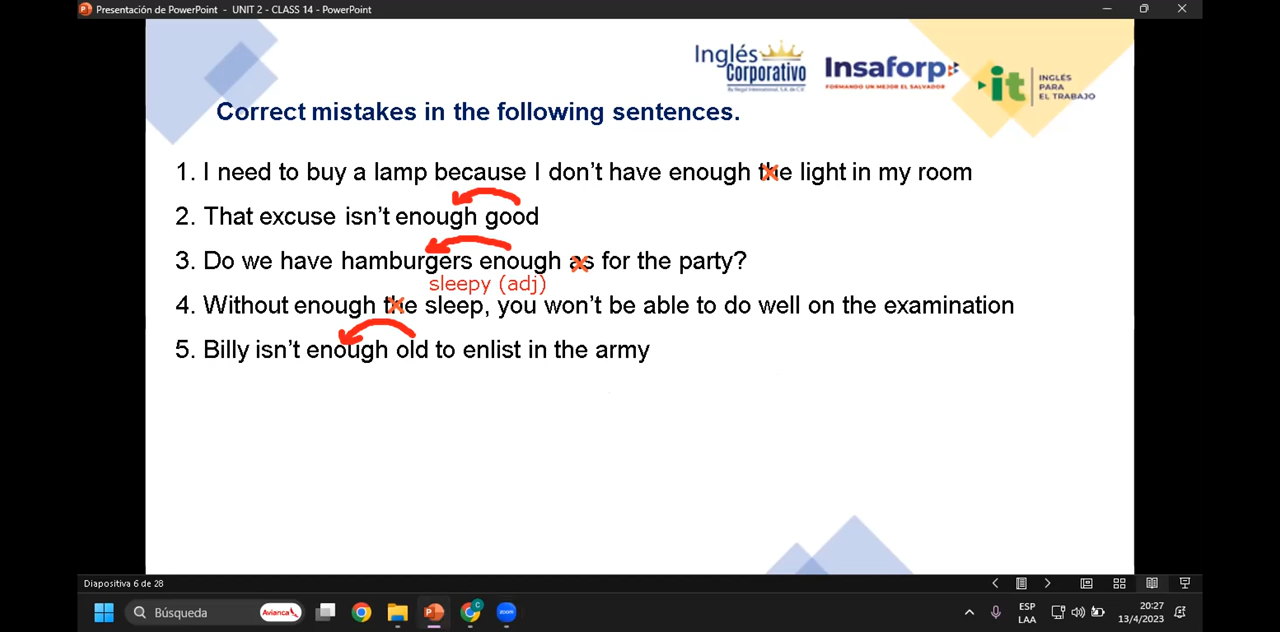 Presentación de PowerPoint - UNIT 2 - CLASS 14 - PowerPoint
Inglés
Corporativo
Insaforp
FORMANDO UN MEJOR EL SALVADOR
it
INGLÉS
PARA
EL TRABAJO
Correct mistakes in the following sentences.
1. I need to buy a lamp because I don't have enough the light in my room
2. That excuse isn't enough good
3. Do we have hamburgers enough as for the party?
sleepy (adj)
4. Without enough the sleep, you won't be able to do well on the examination
5. Billy isn't enough old to enlist in the army
Diapositiva 6 de 28
Búsqueda
Avianca
zoom
ESP
LAA
20:27
13/4/2023